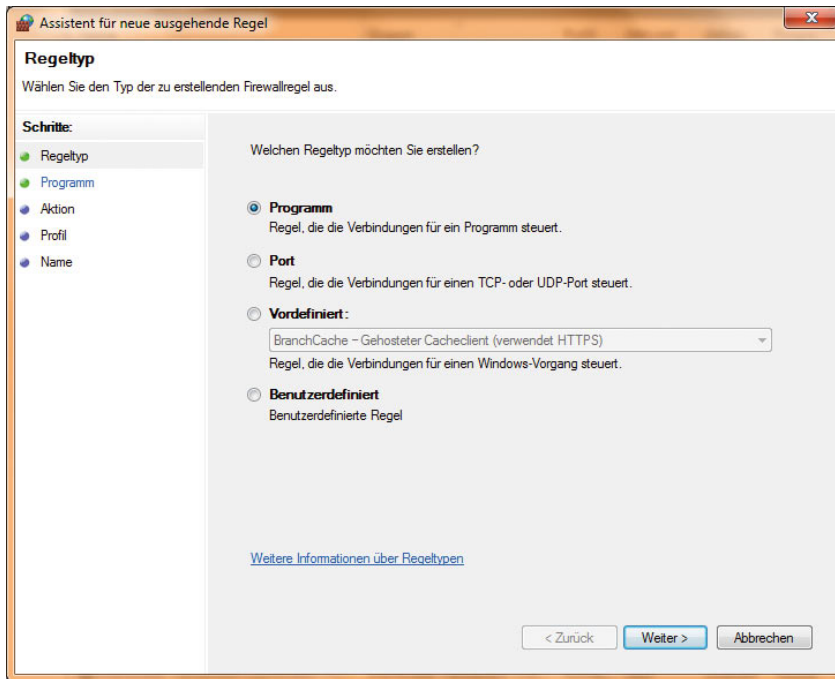 Assistent für neue ausgehende Regel
Regeltyp
Wählen Sie den Typ der zu erstellenden Firewallregel aus.
Schritte:
Regeltyp
Programm
Aktion
Profil
Name
Welchen Regeltyp möchten Sie erstellen?
Programm
Regel, die die Verbindungen für ein Programm steuert.
Port
Regel, die die Verbindungen für einen TCP- oder UDP-Port steuert.
Vordefiniert:
BranchCache - Gehosteter Cacheclient (verwendet HTTPS)
Regel, die die Verbindungen für einen Windows-Vorgang steuert.
Benutzerdefiniert
Benutzerdefinierte Regel
Weitere Informationen über Regeltypen
< Zurück
Weiter >
Abbrechen